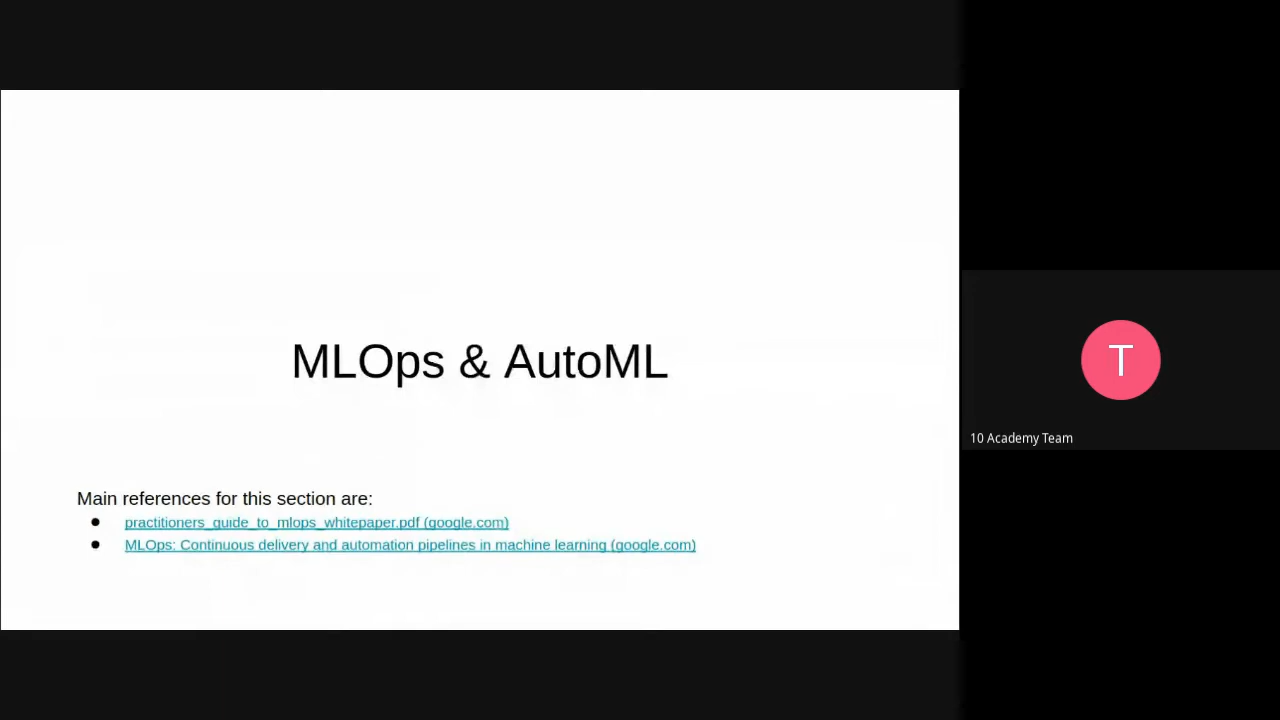 MLOps & AutoML
Main references for this section are:
● practitioners_guide_to_mlops_whitepaper.pdf (google.com)
● MLOps: Continuous delivery and automation pipelines in machine learning (google.com)
T
10 Academy Team